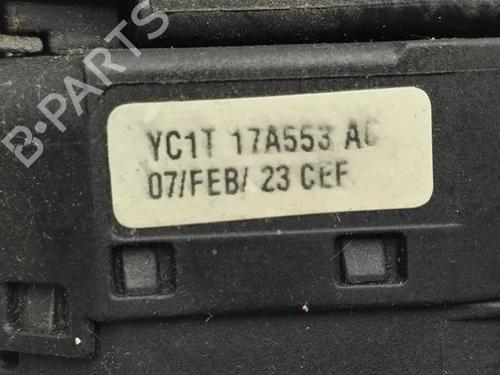 B-PARTS
YC1T 17A553 AC
07/FEB/ 23 CEF